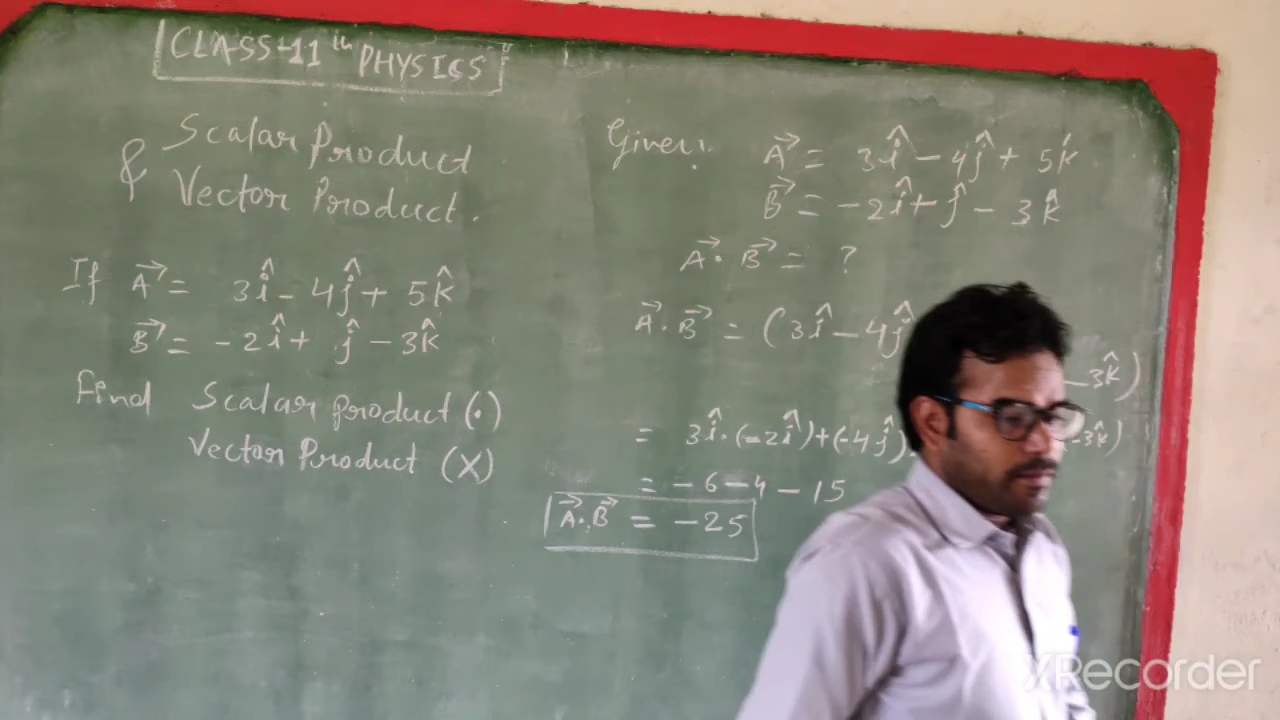 CLASS-11th PHYSICS
Scalar Product
& Vector Product.
If A⃗ = 3î - 4ĵ + 5k̂
B⃗ = -2î + ĵ - 3k̂
Find Scalar product (.)
Vector Product (X)
Given: A⃗ = 3î - 4ĵ + 5k̂
B⃗ = -2î + ĵ - 3k̂
A⃗ . B⃗ = ?
A⃗ . B⃗ = (3î - 4ĵ
- 3k̂)
= 3î.(-2î) + (-4ĵ). -3k̂)
= -6 - 4 - 15
A⃗.B⃗ = -25
XRecorder